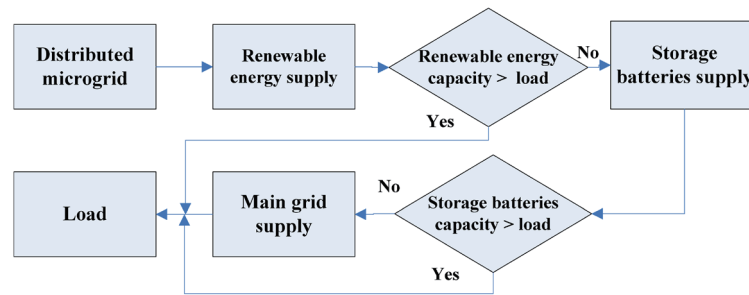 Distributed
microgrid
Renewable
energy supply
Renewable energy
capacity > load
No
Storage
batteries supply
Yes
Load
Main grid
supply
No
Storage batteries
capacity > load
Yes